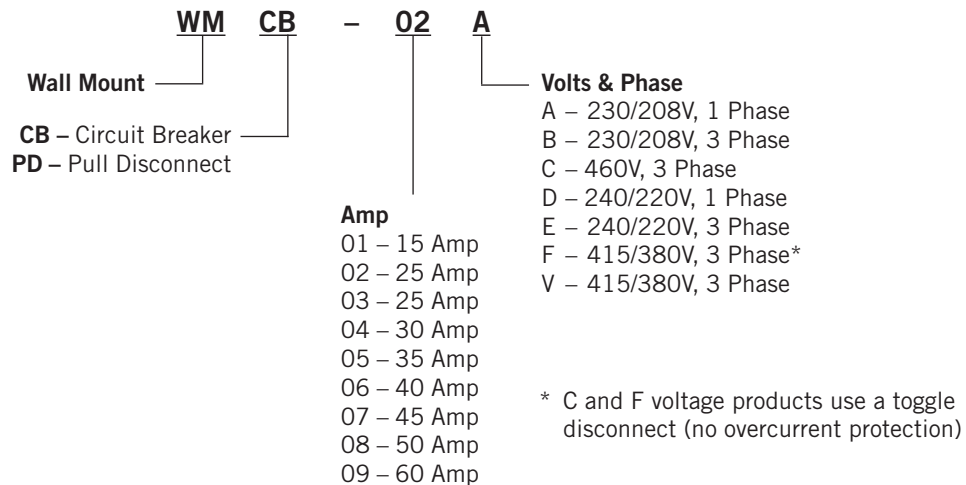 WM CB – 02 A
Wall Mount
CB – Circuit Breaker
PD – Pull Disconnect
Amp
01 – 15 Amp
02 – 25 Amp
03 – 25 Amp
04 – 30 Amp
05 – 35 Amp
06 – 40 Amp
07 – 45 Amp
08 – 50 Amp
09 – 60 Amp
Volts & Phase
A – 230/208V, 1 Phase
B – 230/208V, 3 Phase
C – 460V, 3 Phase
D – 240/220V, 1 Phase
E – 240/220V, 3 Phase
F – 415/380V, 3 Phase*
V – 415/380V, 3 Phase
* C and F voltage products use a toggle
disconnect (no overcurrent protection)